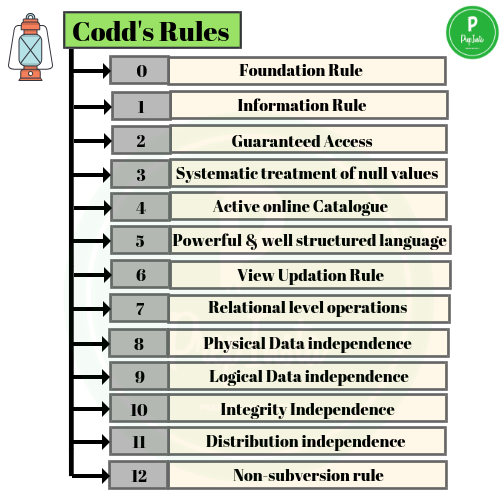 Codd's Rules
P
PrepInsta
0 Foundation Rule
1 Information Rule
2 Guaranteed Access
3 Systematic treatment of null values
4 Active online Catalogue
5 Powerful & well structured language
6 View Updation Rule
7 Relational level operations
8 Physical Data independence
9 Logical Data independence
10 Integrity Independence
11 Distribution independence
12 Non-subversion rule